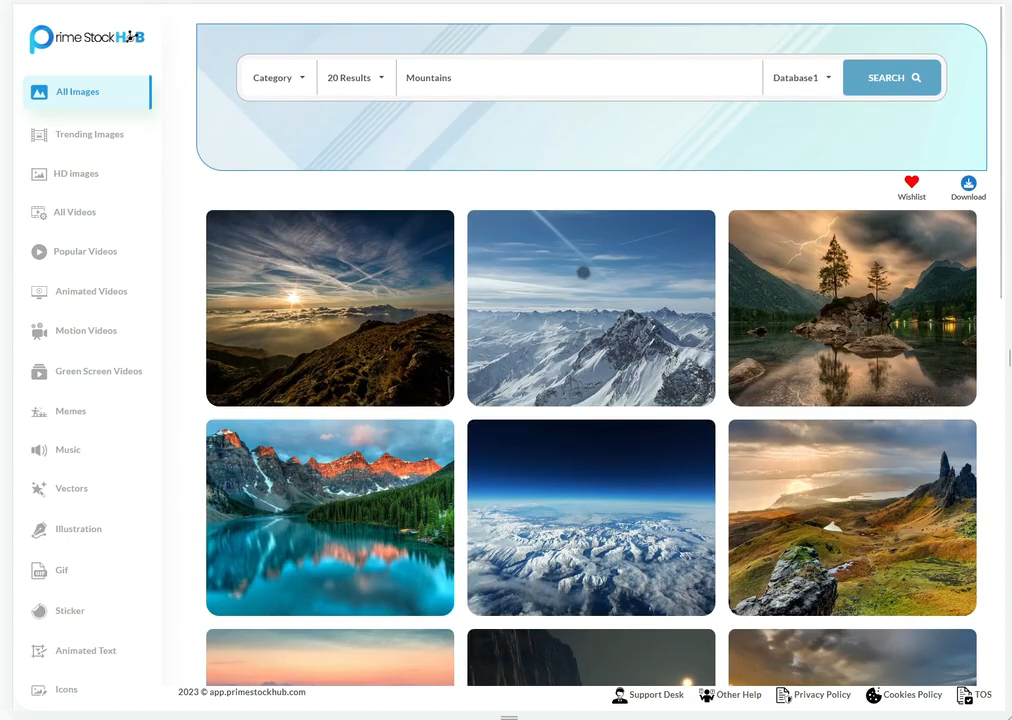 Prime Stock HUB
All Images
Trending Images
HD images
All Videos
Popular Videos
Animated Videos
Motion Videos
Green Screen Videos
Memes
Music
Vectors
Illustration
Gif
Sticker
Animated Text
Icons
Category
20 Results
Mountains
Database1
SEARCH
Wishlist
Download
2023 © app.primestockhub.com
Support Desk
Other Help
Privacy Policy
Cookies Policy
TOS